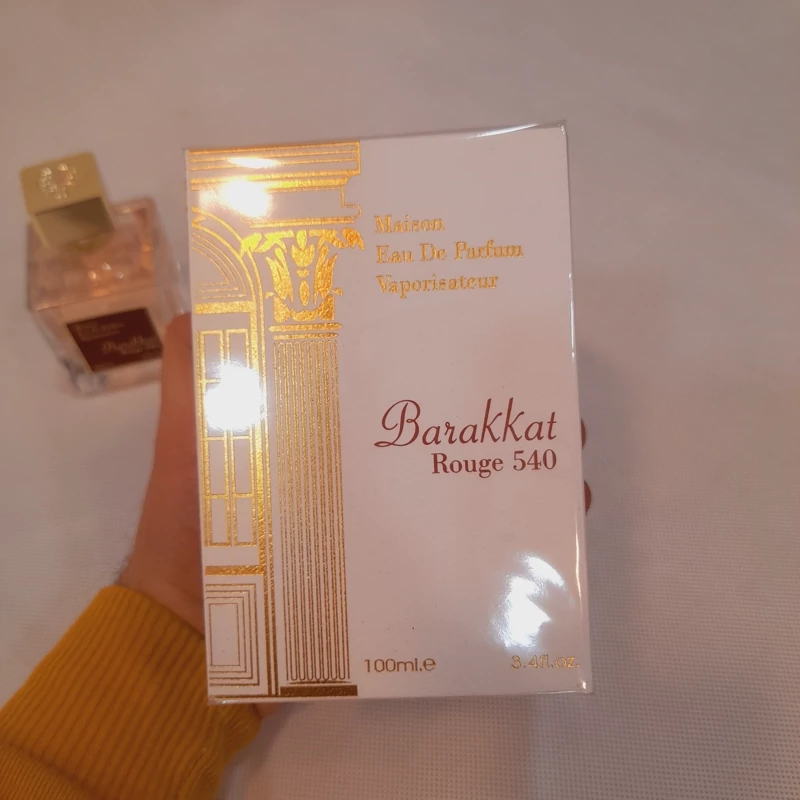 Maison
Eau De Parfum
Vaporisateur
Barakkat
Rouge 540
100ml.e
3.4fl.oz.